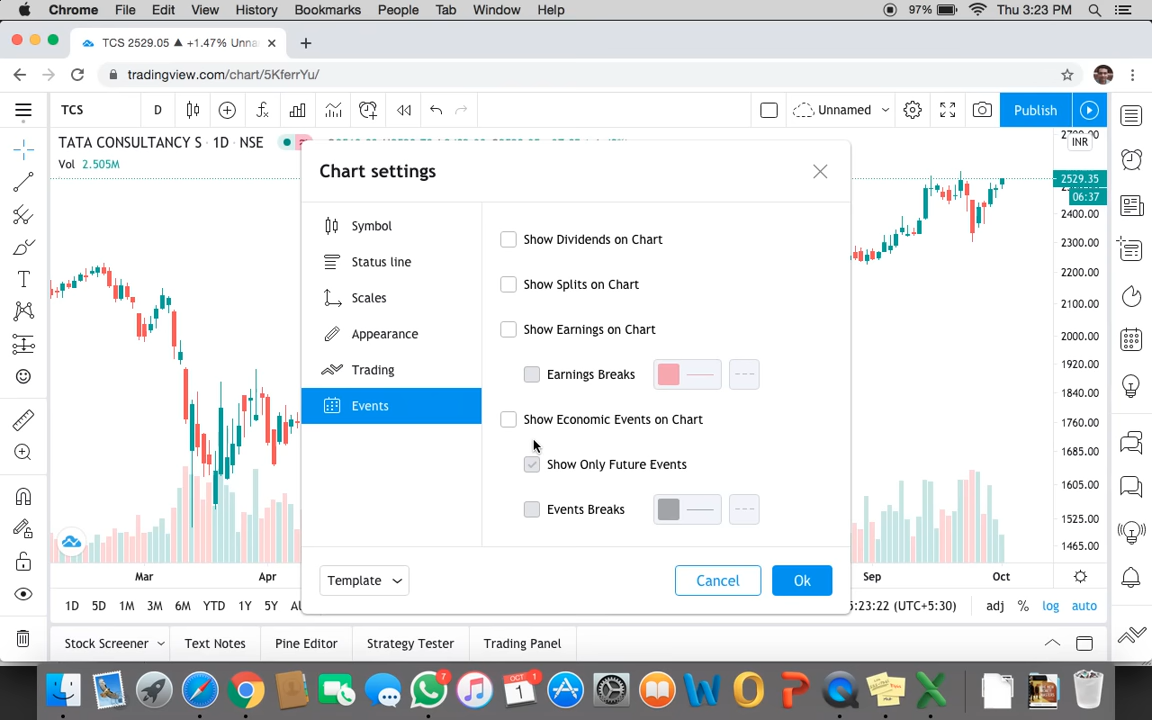 Chrome File Edit View History Bookmarks People Tab Window Help 97% Thu 3:23 PM
TCS 2529.05 ▲ +1.47% Unna
tradingview.com/chart/5KferrYu/
TCS D Unnamed Publish
TATA CONSULTANCY S · 1D · NSE
Vol 2.505M
INR
2529.35
06:37
2400.00
2300.00
2200.00
2100.00
2000.00
1920.00
1840.00
1760.00
1685.00
1605.00
1525.00
1465.00
Chart settings
Symbol
Status line
Scales
Appearance
Trading
Events
Show Dividends on Chart
Show Splits on Chart
Show Earnings on Chart
Earnings Breaks
Show Economic Events on Chart
Show Only Future Events
Events Breaks
Template Cancel Ok
Mar Apr Sep Oct
1D 5D 1M 3M 6M YTD 1Y 5Y 5:23:22 (UTC+5:30) adj % log auto
Stock Screener Text Notes Pine Editor Strategy Tester Trading Panel
7
OCT
1
1